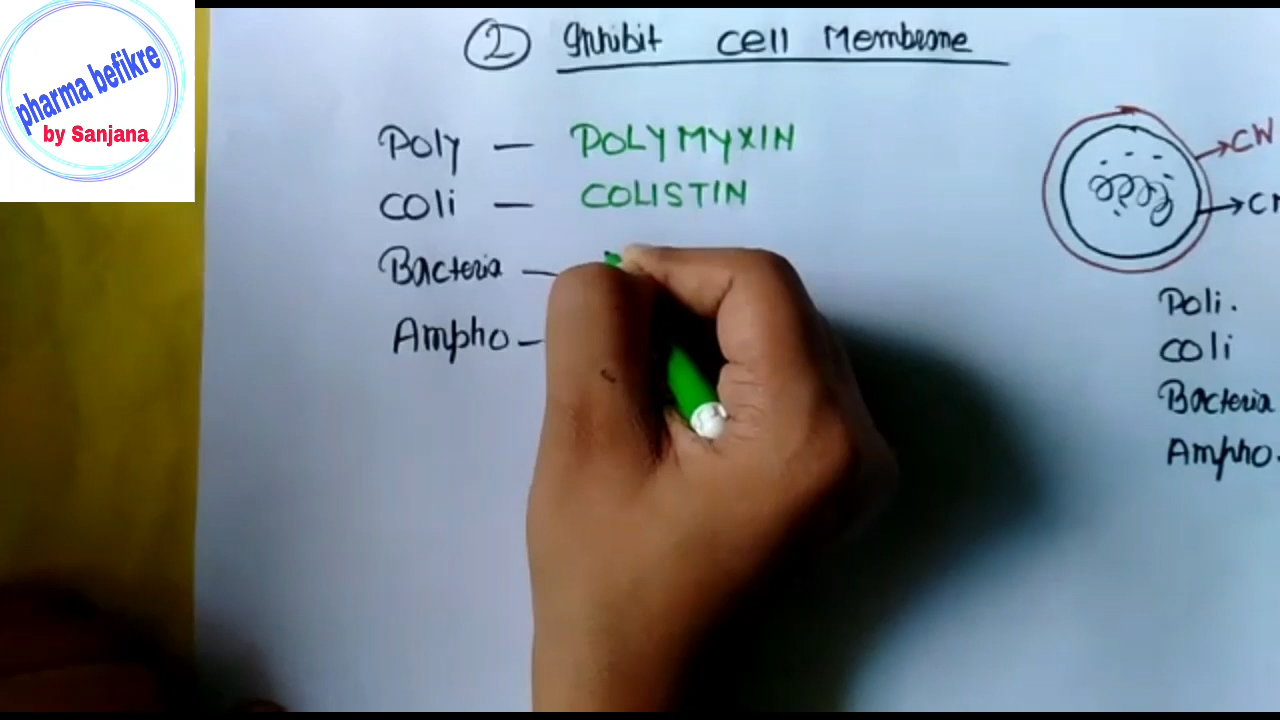 pharma befikre
by Sanjana
2 Inhibit cell Membrane
Poly — POLYMYXIN
coli — COLISTIN
Bacteria —
Ampho —
CW
Poli.
coli
Bacteria
Ampho.